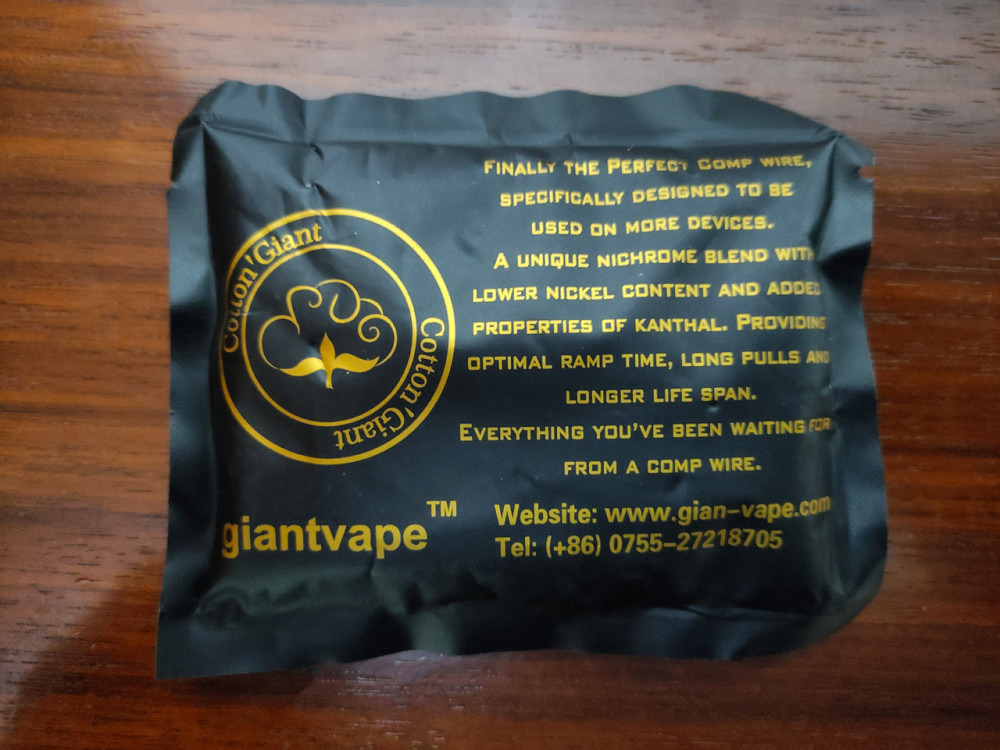 Cotton'Giant
Cotton'Giant
giantvape™
FINALLY THE PERFECT COMP WIRE,
SPECIFICALLY DESIGNED TO BE
USED ON MORE DEVICES.
A UNIQUE NICHROME BLEND WITH
LOWER NICKEL CONTENT AND ADDED
PROPERTIES OF KANTHAL. PROVIDING
OPTIMAL RAMP TIME, LONG PULLS AND
LONGER LIFE SPAN.
EVERYTHING YOU'VE BEEN WAITING FOR
FROM A COMP WIRE.
Website: www.gian-vape.com
Tel: (+86) 0755-27218705